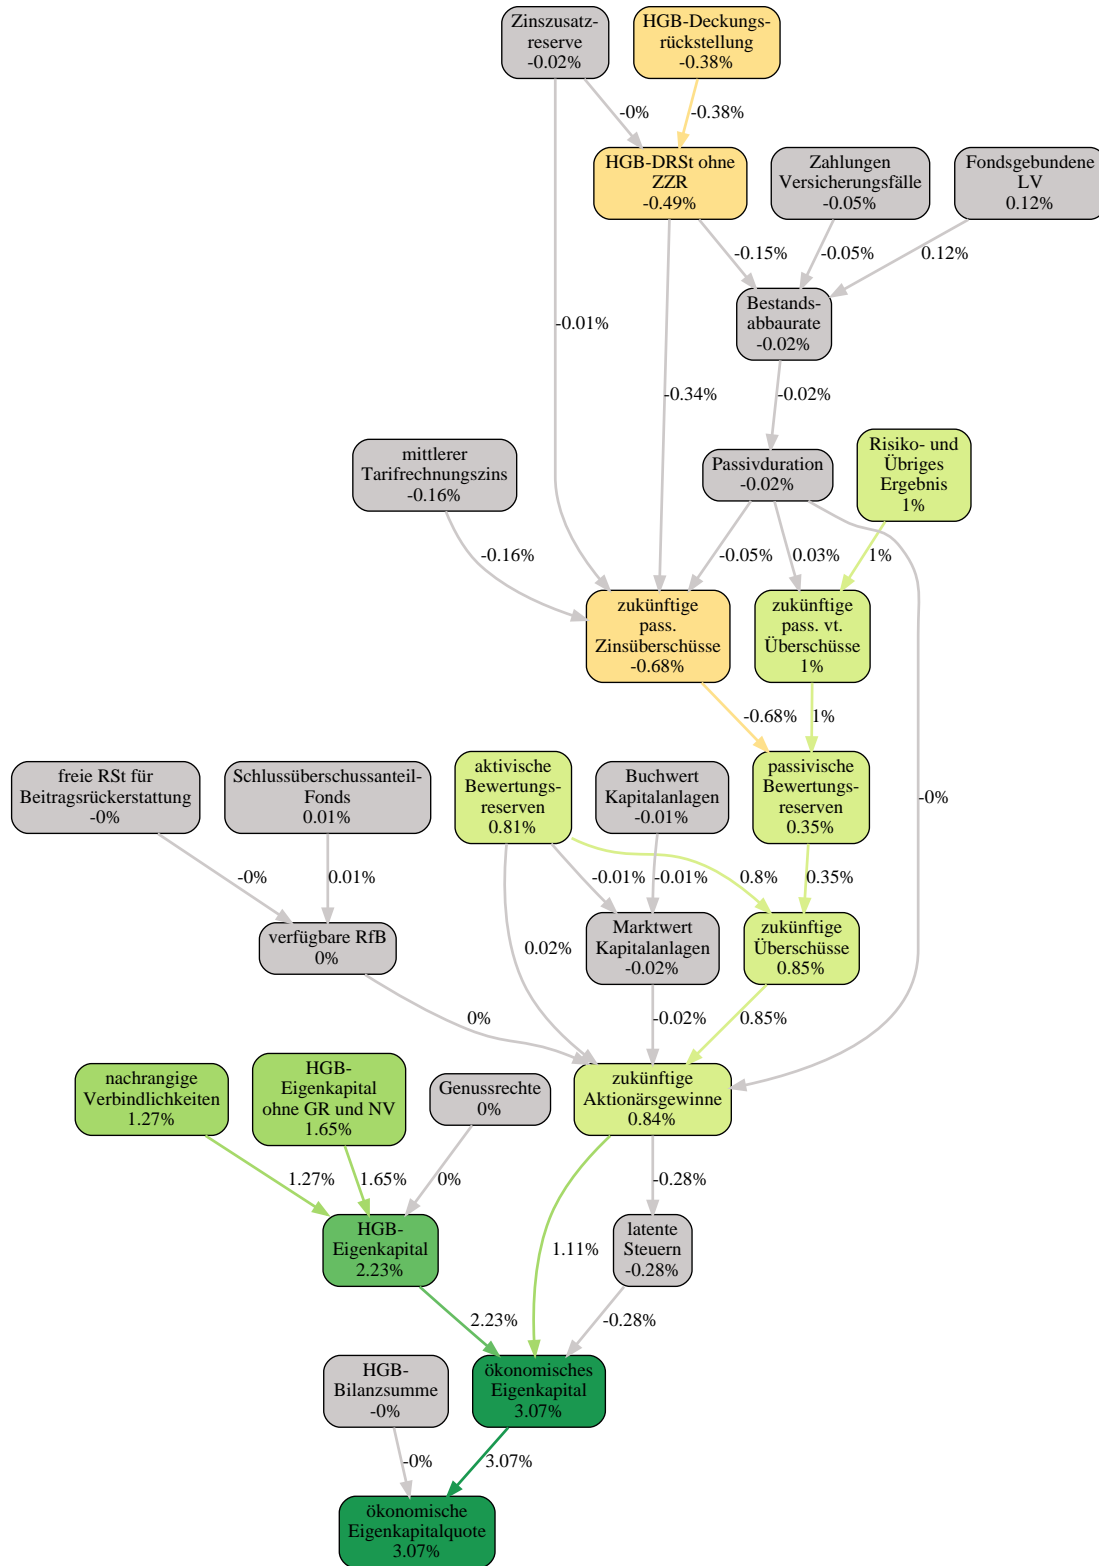 Zinszusatz-
reserve
-0.02%
HGB-Deckungs-
rückstellung
-0.38%
-0%
-0.38%
HGB-DRSt ohne
ZZR
-0.49%
Zahlungen
Versicherungsfälle
-0.05%
Fondsgebundene
LV
0.12%
-0.15%
-0.05%
0.12%
Bestands-
abbaurate
-0.02%
-0.01%
-0.34%
-0.02%
mittlerer
Tarifrechnungszins
-0.16%
Passivduration
-0.02%
Risiko- und
Übriges
Ergebnis
1%
-0.16%
-0.05%
0.03%
1%
zukünftige
pass.
Zinsüberschüsse
-0.68%
zukünftige
pass. vt.
Überschüsse
1%
-0.68%
1%
freie RSt für
Beitragsrückerstattung
-0%
Schlussüberschussanteil-
Fonds
0.01%
aktivische
Bewertungs-
reserven
0.81%
Buchwert
Kapitalanlagen
-0.01%
passivische
Bewertungs-
reserven
0.35%
-0%
-0%
0.01%
-0.01%
-0.01%
0.8%
0.35%
verfügbare RfB
0%
0.02%
Marktwert
Kapitalanlagen
-0.02%
zukünftige
Überschüsse
0.85%
0%
-0.02%
0.85%
nachrangige
Verbindlichkeiten
1.27%
HGB-
Eigenkapital
ohne GR und NV
1.65%
Genussrechte
0%
zukünftige
Aktionärsgewinne
0.84%
1.27%
1.65%
0%
-0.28%
HGB-
Eigenkapital
2.23%
1.11%
latente
Steuern
-0.28%
2.23%
-0.28%
HGB-
Bilanzsumme
-0%
ökonomisches
Eigenkapital
3.07%
-0%
3.07%
ökonomische
Eigenkapitalquote
3.07%